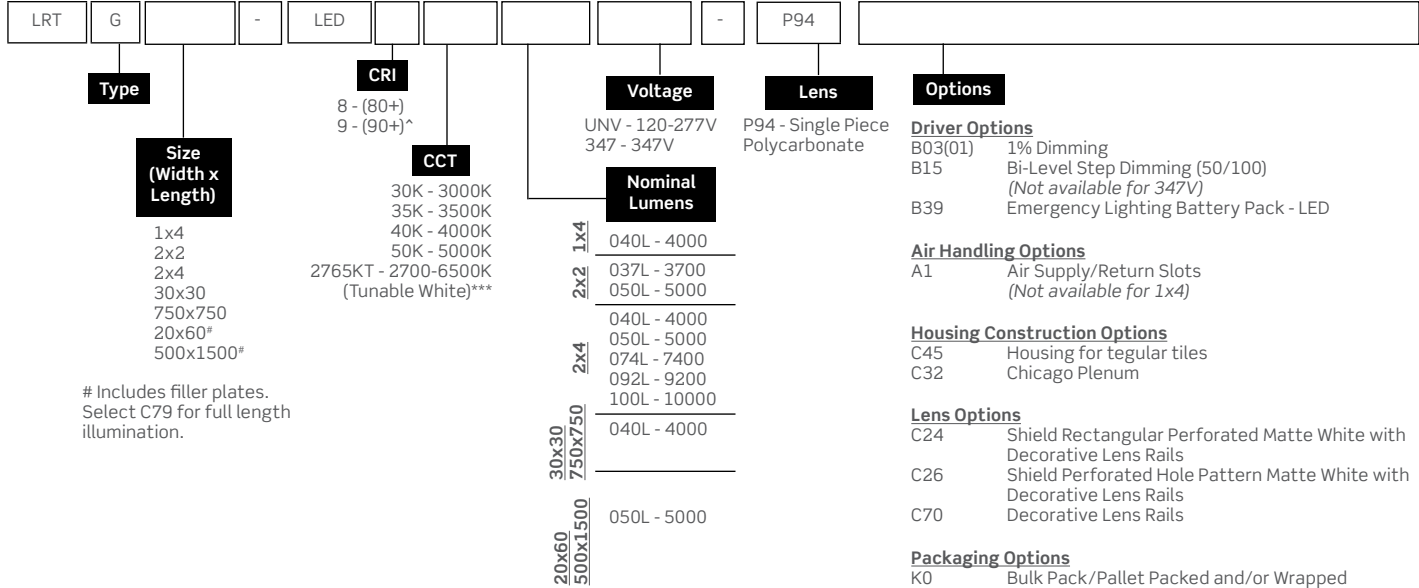 LRT G - LED - P94
Type
Size
(Width x
Length)
1x4
2x2
2x4
30x30
750x750
20x60#
500x1500#
# Includes filler plates.
Select C79 for full length
illumination.
CRI
8 - (80+)
9 - (90+)^
CCT
30K - 3000K
35K - 3500K
40K - 4000K
50K - 5000K
2765KT - 2700-6500K
(Tunable White)***
Nominal
Lumens
1x4
040L - 4000
2x2
037L - 3700
050L - 5000
2x4
040L - 4000
050L - 5000
074L - 7400
092L - 9200
100L - 10000
30x30
750x750
040L - 4000
20x60
500x1500
050L - 5000
Voltage
UNV - 120-277V
347 - 347V
Lens
P94 - Single Piece
Polycarbonate
Options
Driver Options
B03(01) 1% Dimming
B15 Bi-Level Step Dimming (50/100)
(Not available for 347V)
B39 Emergency Lighting Battery Pack - LED
Air Handling Options
A1 Air Supply/Return Slots
(Not available for 1x4)
Housing Construction Options
C45 Housing for tegular tiles
C32 Chicago Plenum
Lens Options
C24 Shield Rectangular Perforated Matte White with
Decorative Lens Rails
C26 Shield Perforated Hole Pattern Matte White with
Decorative Lens Rails
C70 Decorative Lens Rails
Packaging Options
K0 Bulk Pack/Pallet Packed and/or Wrapped